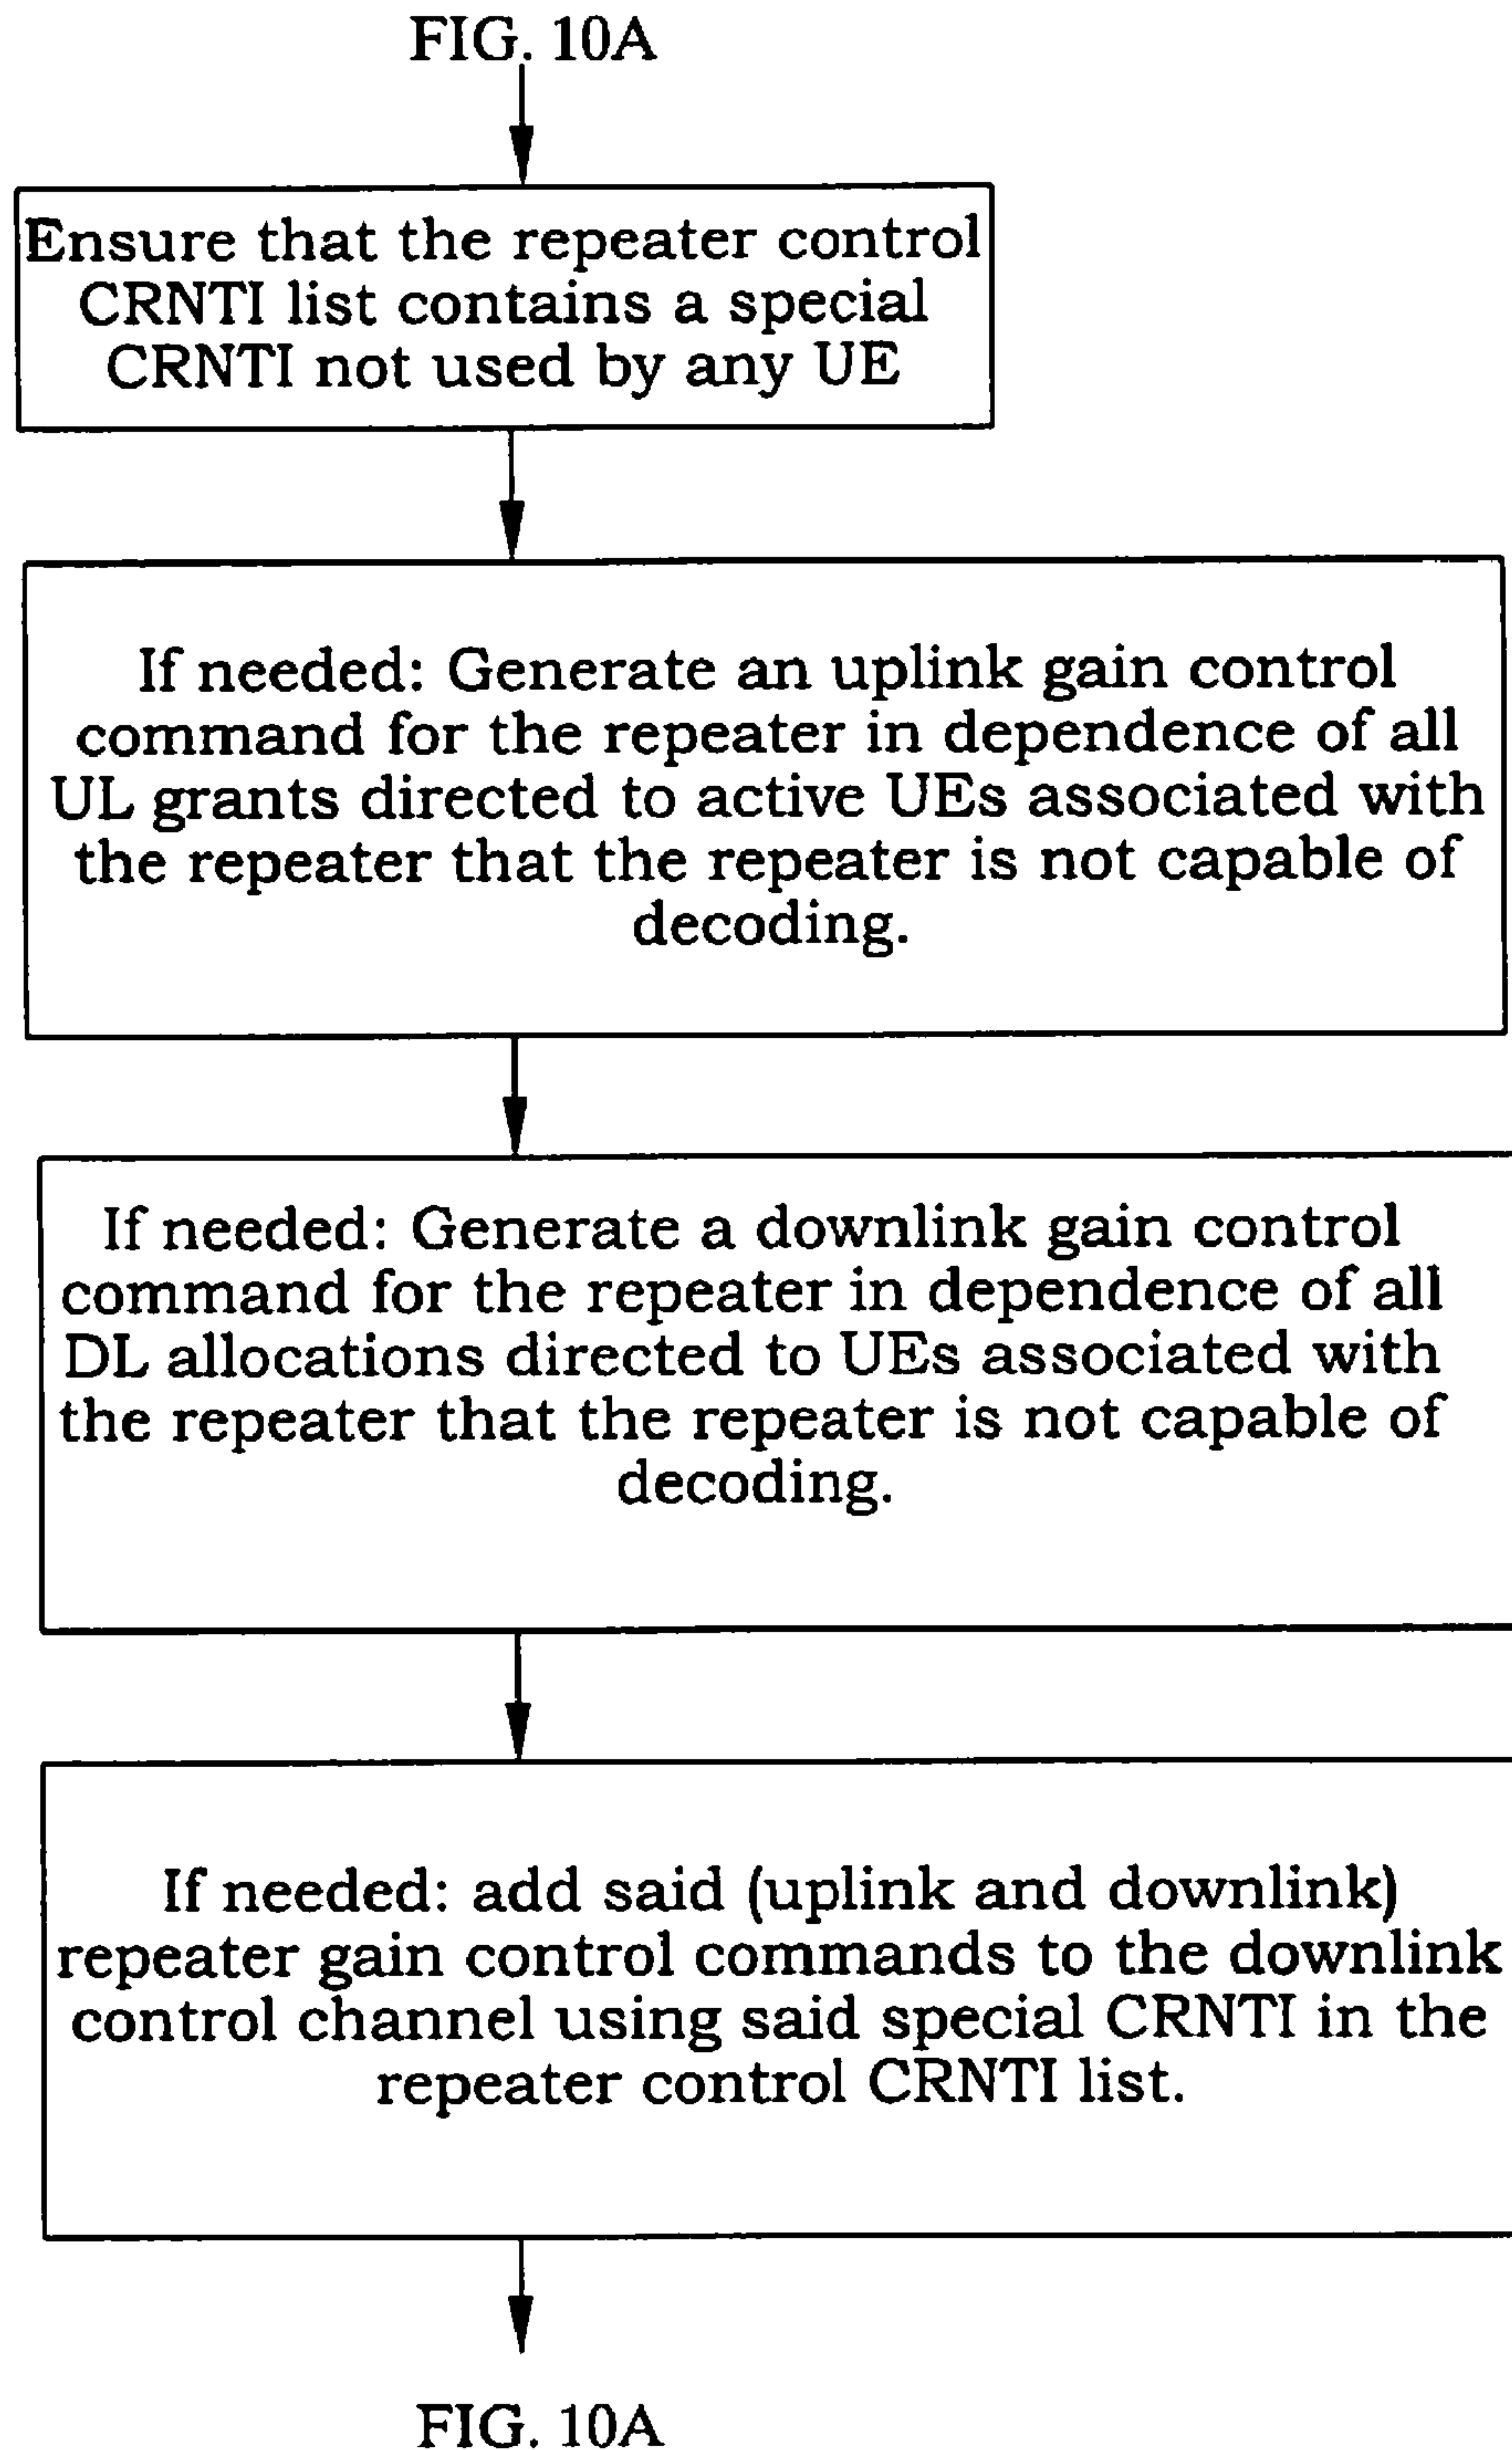 FIG. 10A
Ensure that the repeater control
CRNTI list contains a special
CRNTI not used by any UE
If needed: Generate an uplink gain control
command for the repeater in dependence of all
UL grants directed to active UEs associated with
the repeater that the repeater is not capable of
decoding.
If needed: Generate a downlink gain control
command for the repeater in dependence of all
DL allocations directed to UEs associated with
the repeater that the repeater is not capable of
decoding.
If needed: add said (uplink and downlink)
repeater gain control commands to the downlink
control channel using said special CRNTI in the
repeater control CRNTI list.
FIG. 10A